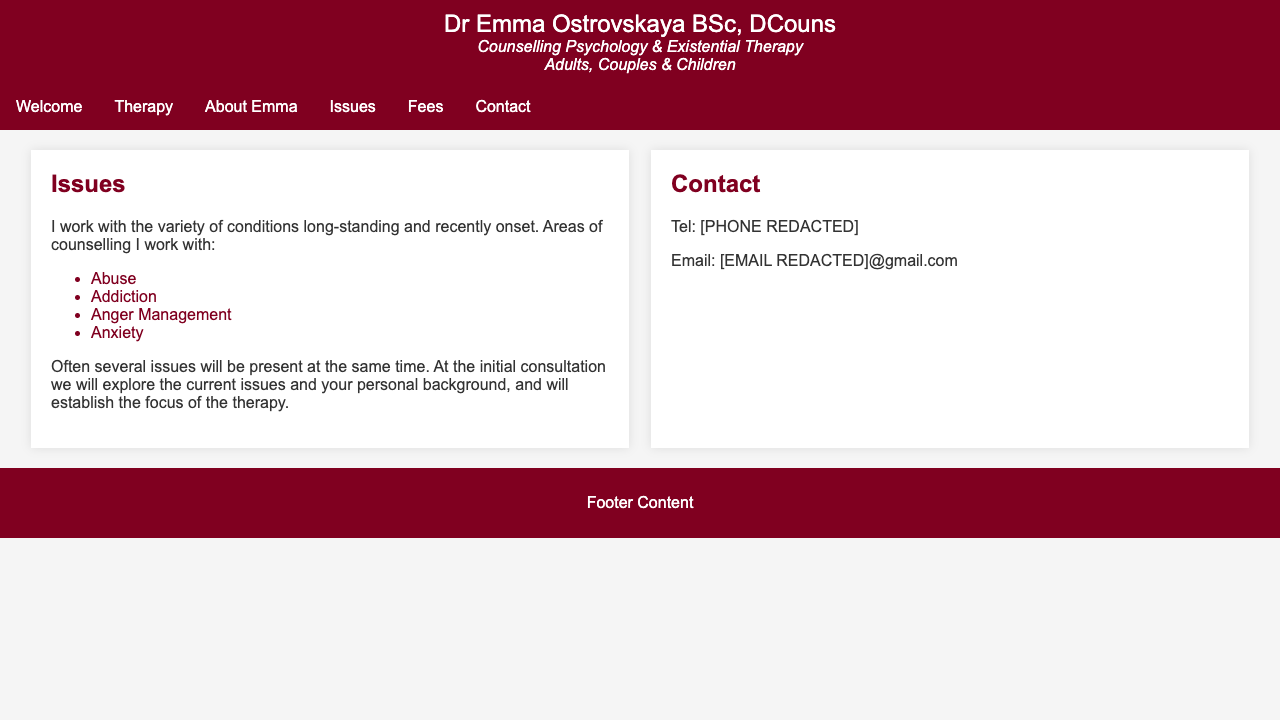 Dr Emma Ostrovskaya BSc, DCouns
Counselling Psychology & Existential Therapy
Adults, Couples & Children
Welcome Therapy About Emma Issues Fees Contact
Issues
I work with the variety of conditions long-standing and recently onset. Areas of
counselling I work with:
• Abuse
• Addiction
• Anger Management
• Anxiety
Often several issues will be present at the same time. At the initial consultation
we will explore the current issues and your personal background, and will
establish the focus of the therapy.
Contact
Tel: [PHONE REDACTED]
Email: [EMAIL REDACTED]@gmail.com
Footer Content